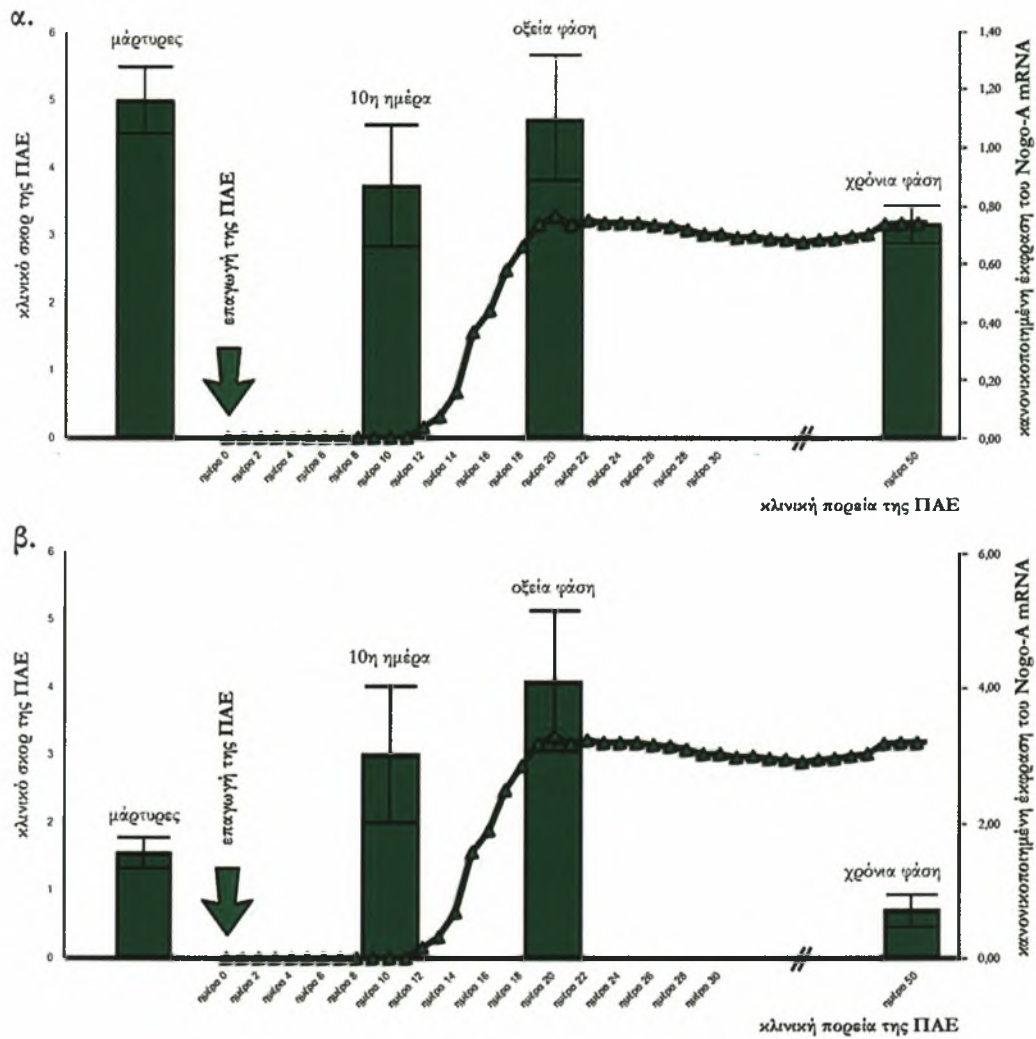 α.
κλινικό σκορ της ΠΑΕ
6
5
4
3
2
1
0
μάρτυρες
επαγωγή της ΠΑΕ
10η ημέρα
οξεία φάση
χρόνια φάση
1,40
1,20
1,00
0,80
0,60
0,40
0,20
0,00
κανονικοποιημένη έκφραση του Nogo-A mRNA
ημέρα 0
ημέρα 2
ημέρα 4
ημέρα 6
ημέρα 8
ημέρα 10
ημέρα 12
ημέρα 14
ημέρα 16
ημέρα 18
ημέρα 20
ημέρα 22
ημέρα 24
ημέρα 26
ημέρα 28
ημέρα 30
ημέρα 50
κλινική πορεία της ΠΑΕ
β.
κλινικό σκορ της ΠΑΕ
6
5
4
3
2
1
0
μάρτυρες
επαγωγή της ΠΑΕ
10η ημέρα
οξεία φάση
χρόνια φάση
6,00
4,00
2,00
0,00
κανονικοποιημένη έκφραση του Nogo-A mRNA
ημέρα 0
ημέρα 2
ημέρα 4
ημέρα 6
ημέρα 8
ημέρα 10
ημέρα 12
ημέρα 14
ημέρα 16
ημέρα 18
ημέρα 20
ημέρα 22
ημέρα 24
ημέρα 26
ημέρα 28
ημέρα 30
ημέρα 50
κλινική πορεία της ΠΑΕ